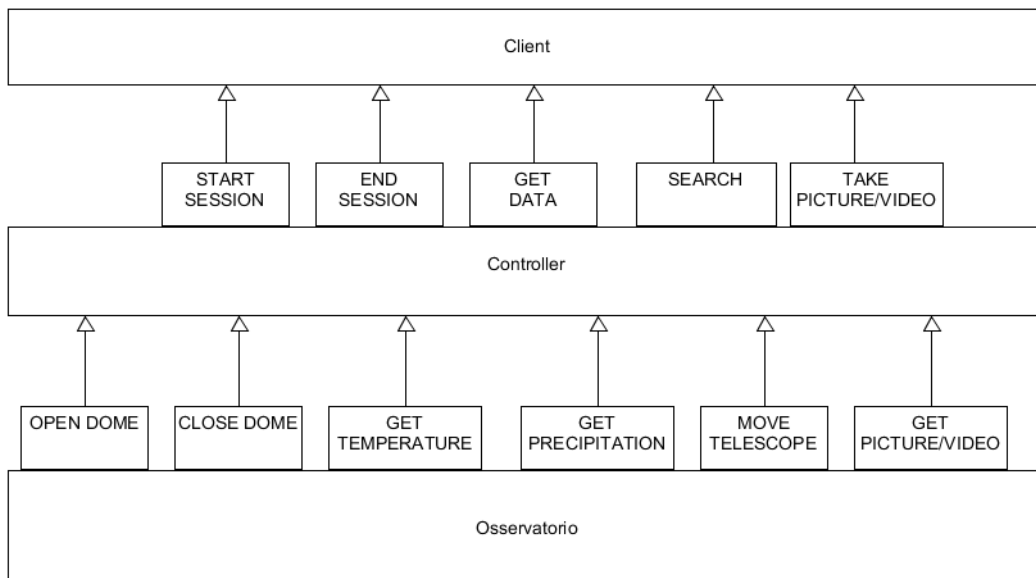 Client
START
SESSION
END
SESSION
GET
DATA
SEARCH
TAKE
PICTURE/VIDEO
Controller
OPEN DOME
CLOSE DOME
GET
TEMPERATURE
GET
PRECIPITATION
MOVE
TELESCOPE
GET
PICTURE/VIDEO
Osservatorio